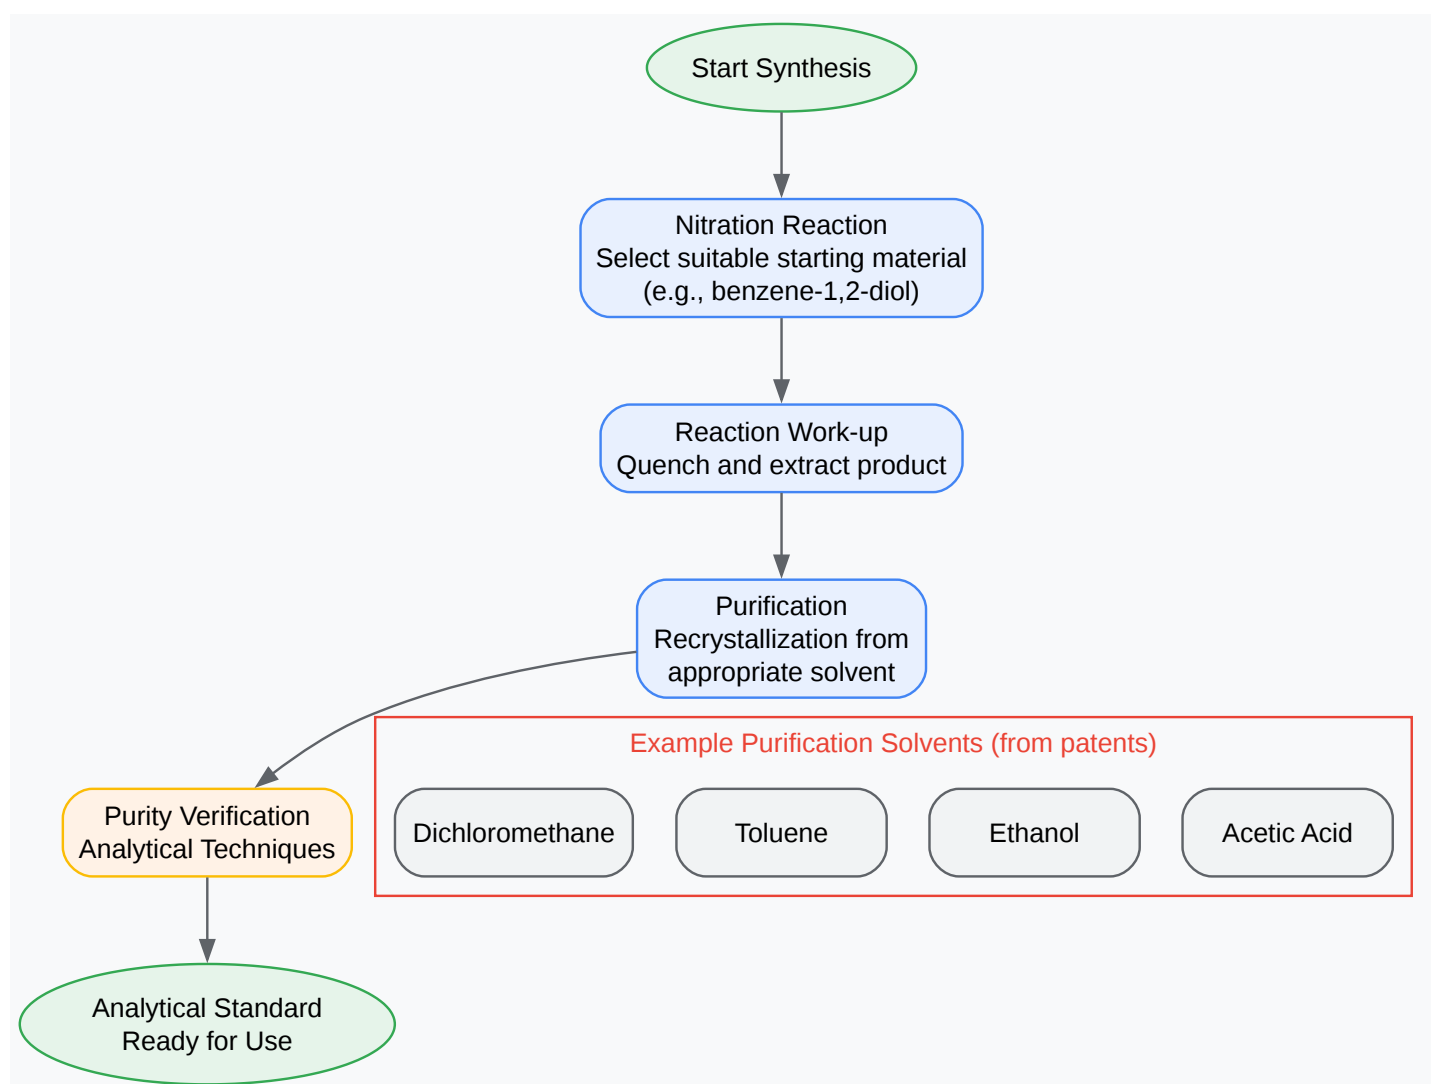 Start Synthesis
Nitration Reaction
Select suitable starting material
(e.g., benzene-1,2-diol)
Reaction Work-up
Quench and extract product
Purification
Recrystallization from
appropriate solvent
Example Purification Solvents (from patents)
Purity Verification
Analytical Techniques
Dichloromethane
Toluene
Ethanol
Acetic Acid
Analytical Standard
Ready for Use